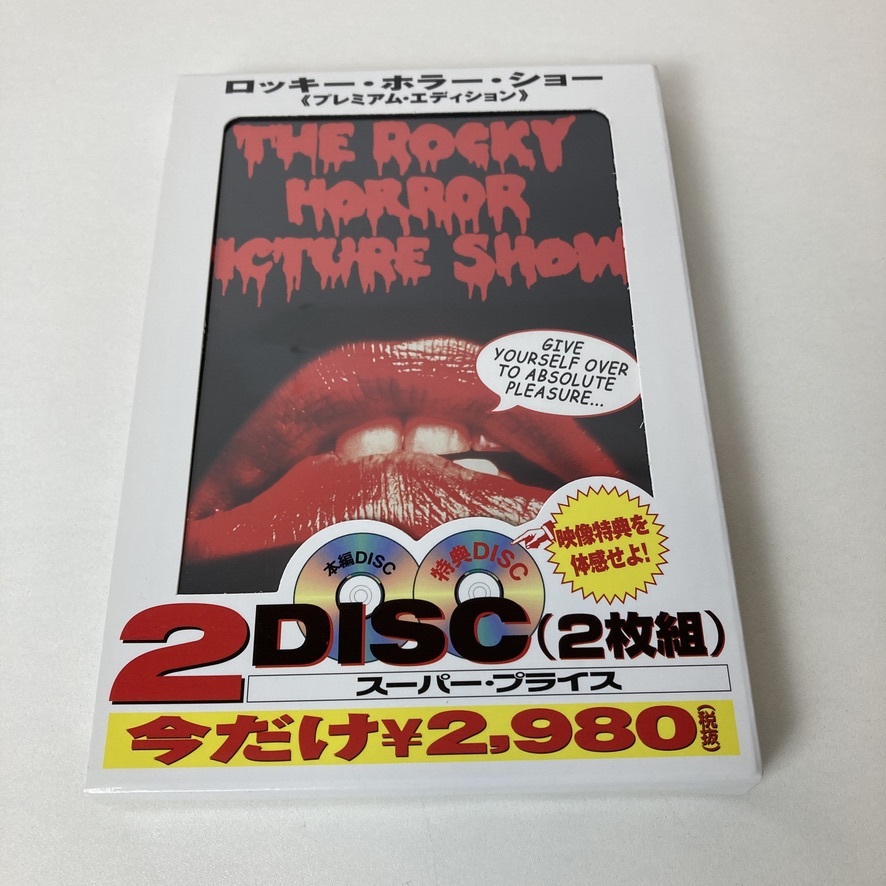 ロッキー・ホラー・ショー
《プレミアム・エディション》
THE ROCKY
HORROR
ICTURE SHOW
GIVE
YOURSELF OVER
TO ABSOLUTE
PLEASURE...
映像特典を
体感せよ!
本編DISC
特典DISC
2DISC(2枚組)
スーパー・プライス
今だけ¥2,980(税抜)